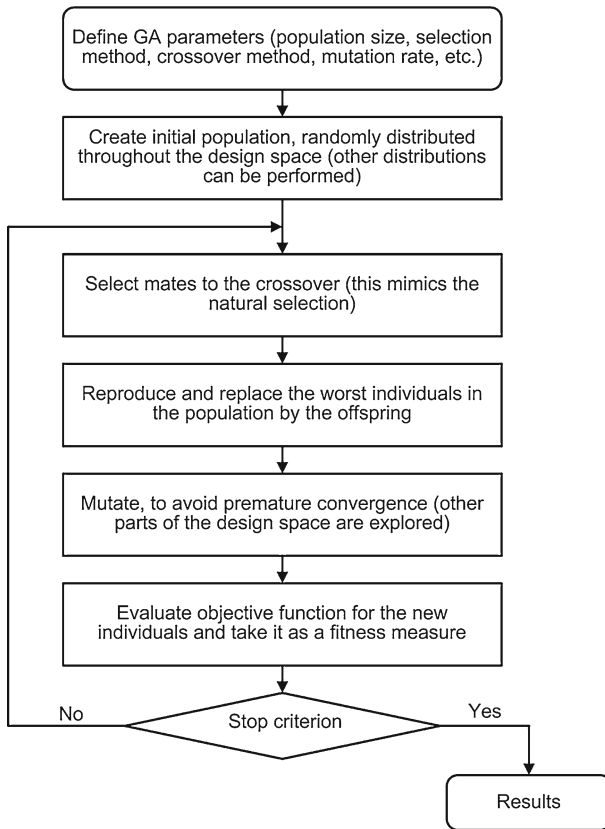 Define GA parameters (population size, selection
method, crossover method, mutation rate, etc.)
Create initial population, randomly distributed
throughout the design space (other distributions
can be performed)
Select mates to the crossover (this mimics the
natural selection)
Reproduce and replace the worst individuals in
the population by the offspring
Mutate, to avoid premature convergence (other
parts of the design space are explored)
Evaluate objective function for the new
individuals and take it as a fitness measure
No
Stop criterion
Yes
Results